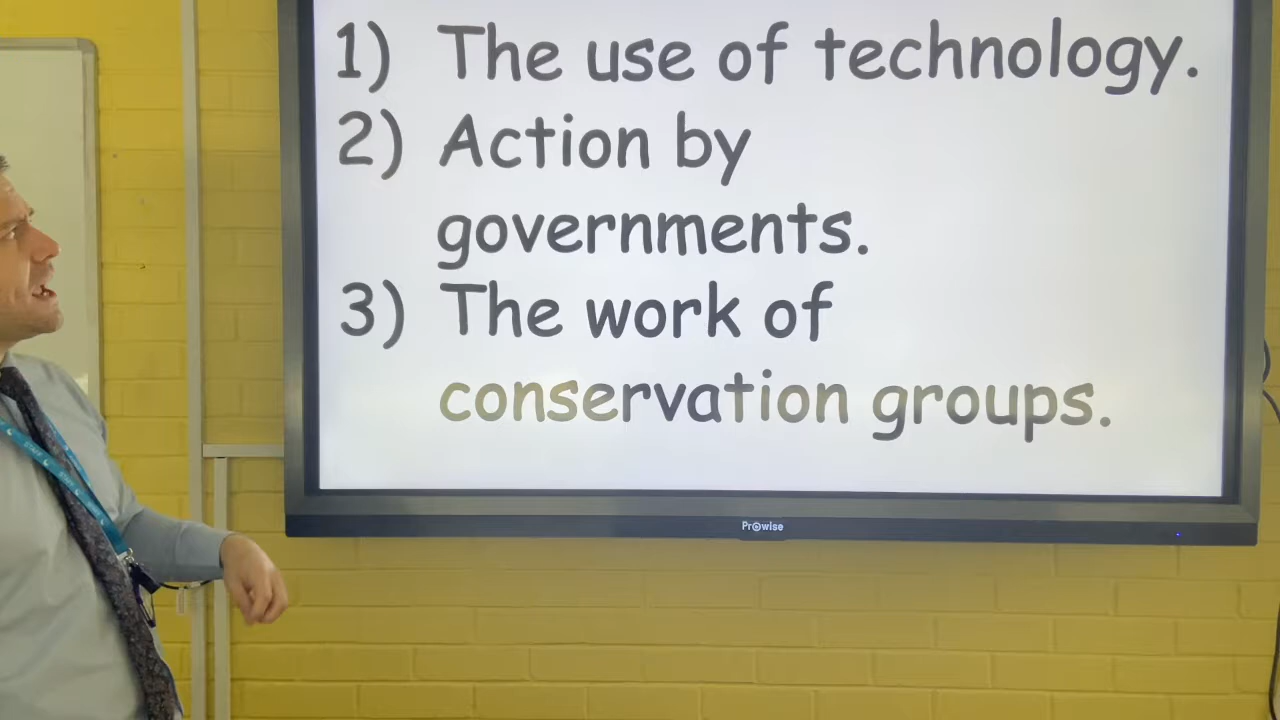 1) The use of technology.
2) Action by
governments.
3) The work of
conservation groups.
Prowise